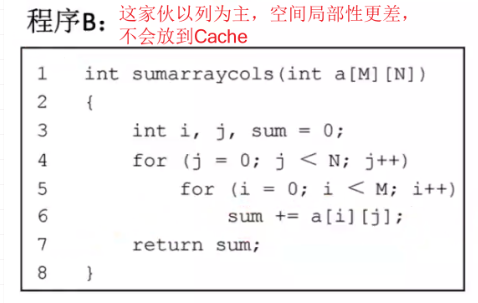 程序B：这家伙以列为主，空间局部性更差，
不会放到Cache
1 int sumarraycols(int a[M][N])
2 {
3 int i, j, sum = 0;
4 for (j = 0; j < N; j++)
5 for (i = 0; i < M; i++)
6 sum += a[i][j];
7 return sum;
8 }